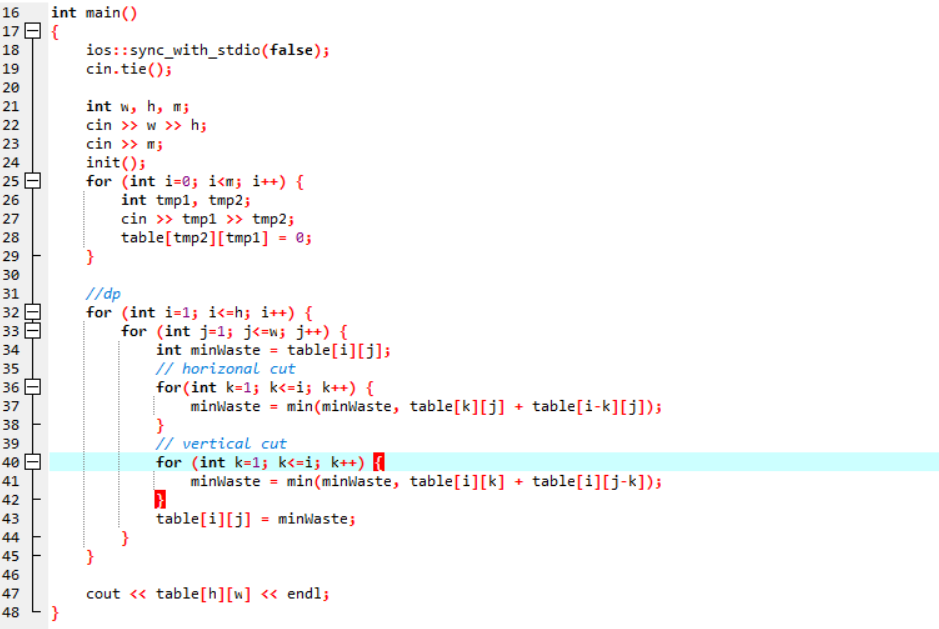 16 int main()
17 {
18     ios::sync_with_stdio(false);
19     cin.tie();
20
21     int w, h, m;
22     cin >> w >> h;
23     cin >> m;
24     init();
25     for (int i=0; i<m; i++) {
26         int tmp1, tmp2;
27         cin >> tmp1 >> tmp2;
28         table[tmp2][tmp1] = 0;
29     }
30
31     //dp
32     for (int i=1; i<=h; i++) {
33         for (int j=1; j<=w; j++) {
34             int minWaste = table[i][j];
35             // horizonal cut
36             for(int k=1; k<=i; k++) {
37                 minWaste = min(minWaste, table[k][j] + table[i-k][j]);
38             }
39             // vertical cut
40             for (int k=1; k<=i; k++) {
41                 minWaste = min(minWaste, table[i][k] + table[i][j-k]);
42             }
43             table[i][j] = minWaste;
44         }
45     }
46
47     cout << table[h][w] << endl;
48 }